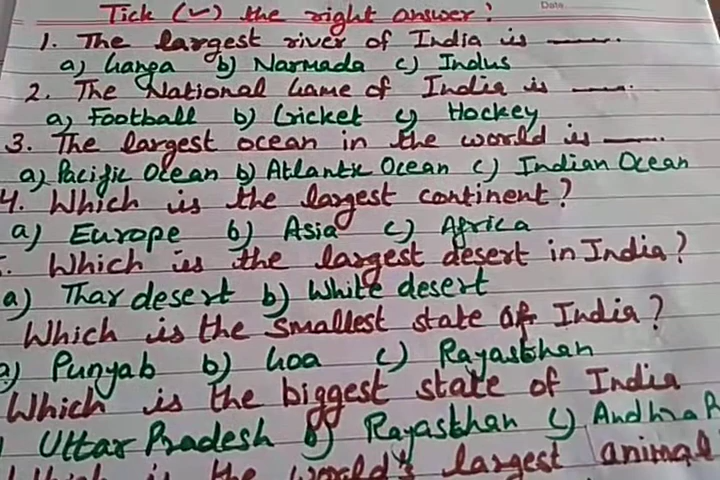 Date
Tick (✓) the right answer:
1. The largest river of India is ____.
a) Ganga b) Narmada c) Indus
2. The National Game of India is ____.
a) Football b) Cricket c) Hockey
3. The largest ocean in the world is ____.
a) Pacific Ocean b) Atlantic Ocean c) Indian Ocean
4. Which is the largest continent?
a) Europe b) Asia c) Africa
. Which is the largest desert in India?
a) Thar desert b) White desert
Which is the Smallest state of India?
a) Punjab b) Goa c) Rajasthan
Which is the biggest state of India
Uttar Pradesh b) Rajasthan c) Andhra P
Which is the world's largest animal